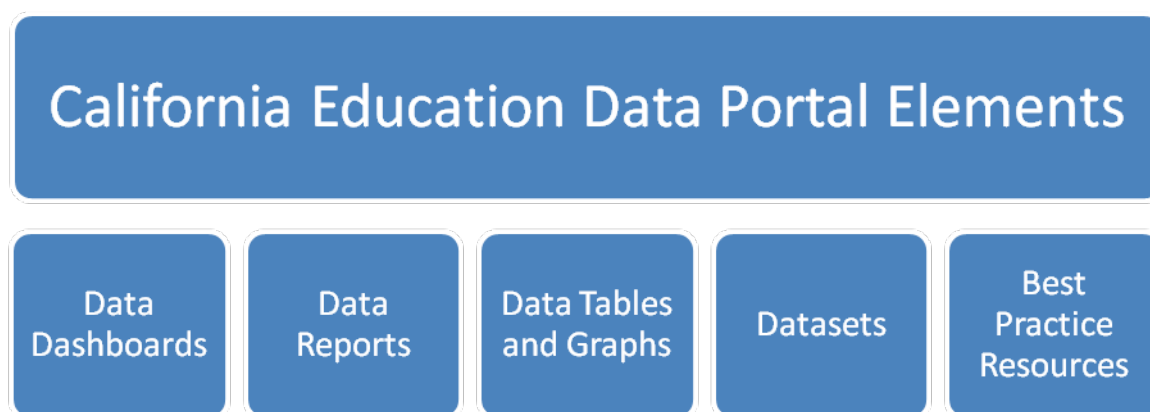 California Education Data Portal Elements
Data
Dashboards
Data
Reports
Data Tables
and Graphs
Datasets
Best
Practice
Resources